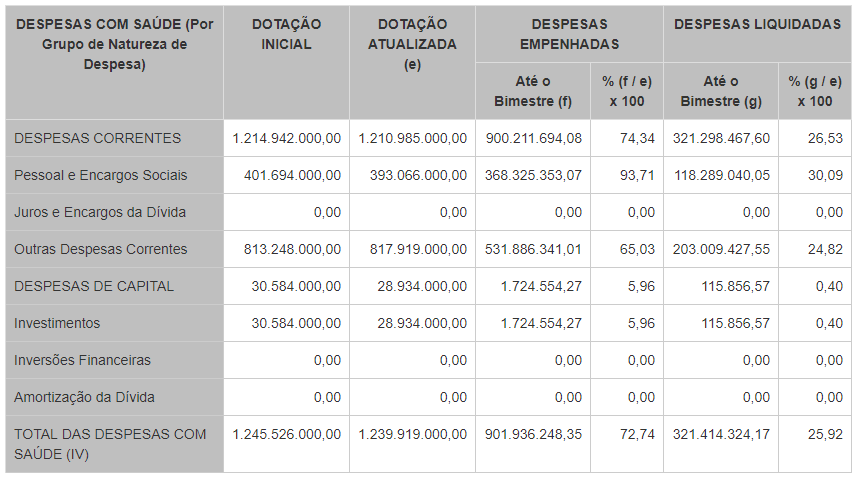 DESPESAS COM SAÚDE (Por Grupo de Natureza de Despesa) DOTAÇÃO INICIAL DOTAÇÃO ATUALIZADA (e) DESPESAS EMPENHADAS DESPESAS LIQUIDADAS
Até o Bimestre (f) % (f / e) x 100 Até o Bimestre (g) % (g / e) x 100
DESPESAS CORRENTES 1.214.942.000,00 1.210.985.000,00 900.211.694,08 74,34 321.298.467,60 26,53
Pessoal e Encargos Sociais 401.694.000,00 393.066.000,00 368.325.353,07 93,71 118.289.040,05 30,09
Juros e Encargos da Dívida 0,00 0,00 0,00 0,00 0,00 0,00
Outras Despesas Correntes 813.248.000,00 817.919.000,00 531.886.341,01 65,03 203.009.427,55 24,82
DESPESAS DE CAPITAL 30.584.000,00 28.934.000,00 1.724.554,27 5,96 115.856,57 0,40
Investimentos 30.584.000,00 28.934.000,00 1.724.554,27 5,96 115.856,57 0,40
Inversões Financeiras 0,00 0,00 0,00 0,00 0,00 0,00
Amortização da Dívida 0,00 0,00 0,00 0,00 0,00 0,00
TOTAL DAS DESPESAS COM SAÚDE (IV) 1.245.526.000,00 1.239.919.000,00 901.936.248,35 72,74 321.414.324,17 25,92